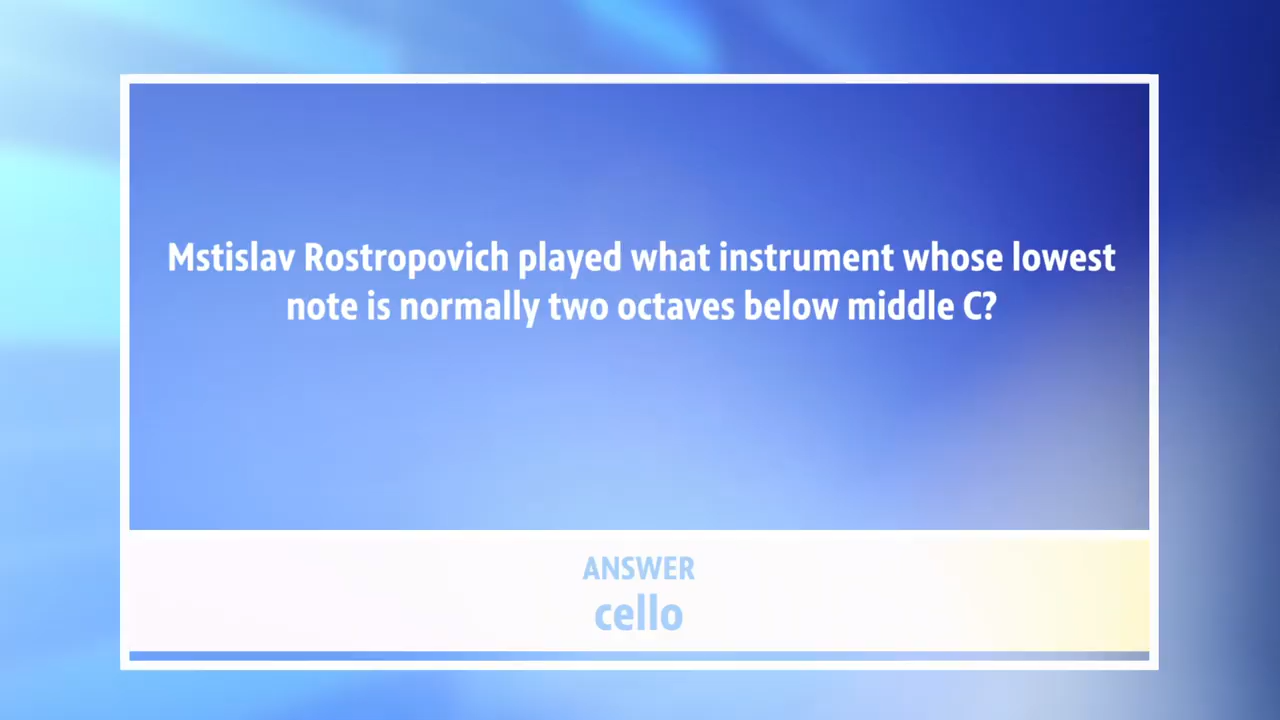 Mstislav Rostropovich played what instrument whose lowest
note is normally two octaves below middle C?
ANSWER
cello